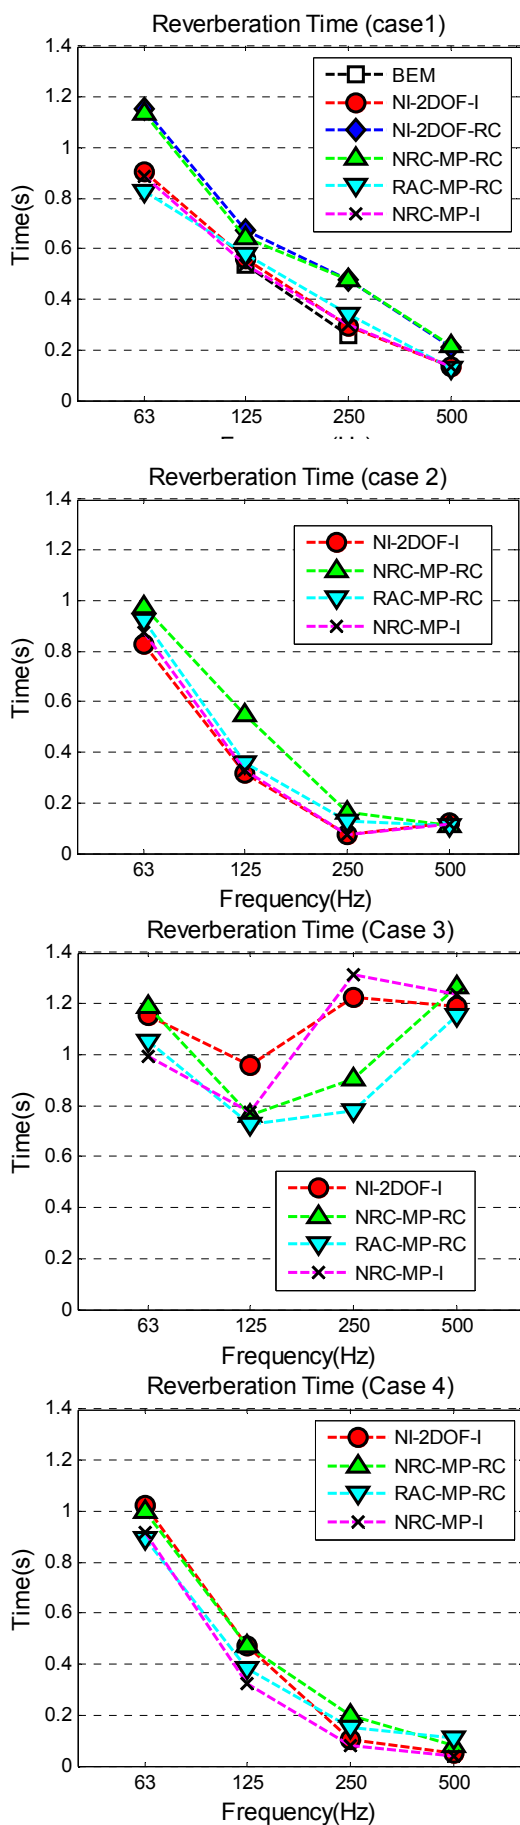 Reverberation Time (case1)
1.4
1.2
1
0.8
0.6
0.4
0.2
0
Time(s)
BEM
NI-2DOF-I
NI-2DOF-RC
NRC-MP-RC
RAC-MP-RC
NRC-MP-I
63 125 250 500
Reverberation Time (case 2)
1.4
1.2
1
0.8
0.6
0.4
0.2
0
Time(s)
NI-2DOF-I
NRC-MP-RC
RAC-MP-RC
NRC-MP-I
63 125 250 500
Frequency(Hz)
Reverberation Time (Case 3)
1.4
1.2
1
0.8
0.6
0.4
0.2
0
Time(s)
NI-2DOF-I
NRC-MP-RC
RAC-MP-RC
NRC-MP-I
63 125 250 500
Frequency(Hz)
Reverberation Time (Case 4)
1.4
1.2
1
0.8
0.6
0.4
0.2
0
Time(s)
NI-2DOF-I
NRC-MP-RC
RAC-MP-RC
NRC-MP-I
63 125 250 500
Frequency(Hz)